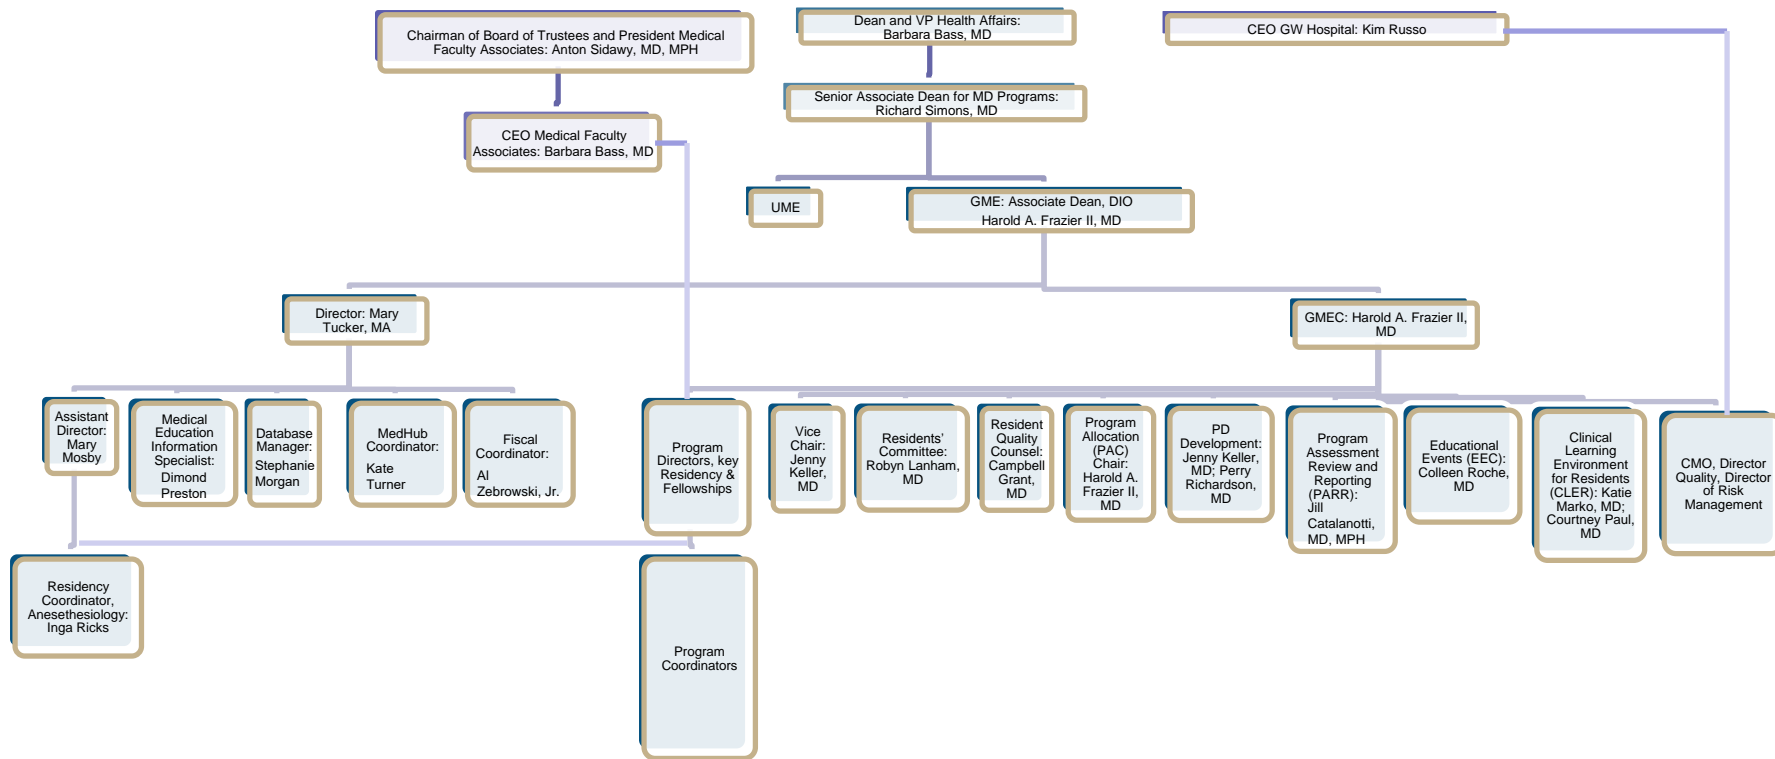 Chairman of Board of Trustees and President Medical
Faculty Associates: Anton Sidawy, MD, MPH
Dean and VP Health Affairs:
Barbara Bass, MD
CEO GW Hospital: Kim Russo
Senior Associate Dean for MD Programs:
Richard Simons, MD
CEO Medical Faculty
Associates: Barbara Bass, MD
UME
GME: Associate Dean, DIO
Harold A. Frazier II, MD
Director: Mary
Tucker, MA
GMEC: Harold A. Frazier II,
MD
Assistant
Director:
Mary
Mosby
Medical
Education
Information
Specialist:
Dimond
Preston
Database
Manager:
Stephanie
Morgan
MedHub
Coordinator:
Kate
Turner
Fiscal
Coordinator:
Al
Zebrowski, Jr.
Program
Directors, key
Residency &
Fellowships
Vice
Chair:
Jenny
Keller,
MD
Residents’
Committee:
Robyn Lanham,
MD
Resident
Quality
Counsel:
Campbell
Grant, MD
Program
Allocation
(PAC)
Chair:
Harold A.
Frazier II,
MD
PD
Development:
Jenny Keller,
MD; Perry
Richardson,
MD
Program
Assessment
Review and
Reporting
(PARR):
Jill
Catalanotti,
MD, MPH
Educational
Events (EEC):
Colleen Roche,
MD
Clinical
Learning
Environment
for Residents
(CLER): Katie
Marko, MD;
Courtney Paul,
MD
CMO, Director
Quality, Director
of Risk
Management
Residency
Coordinator,
Anesethesiology:
Inga Ricks
Program
Coordinators